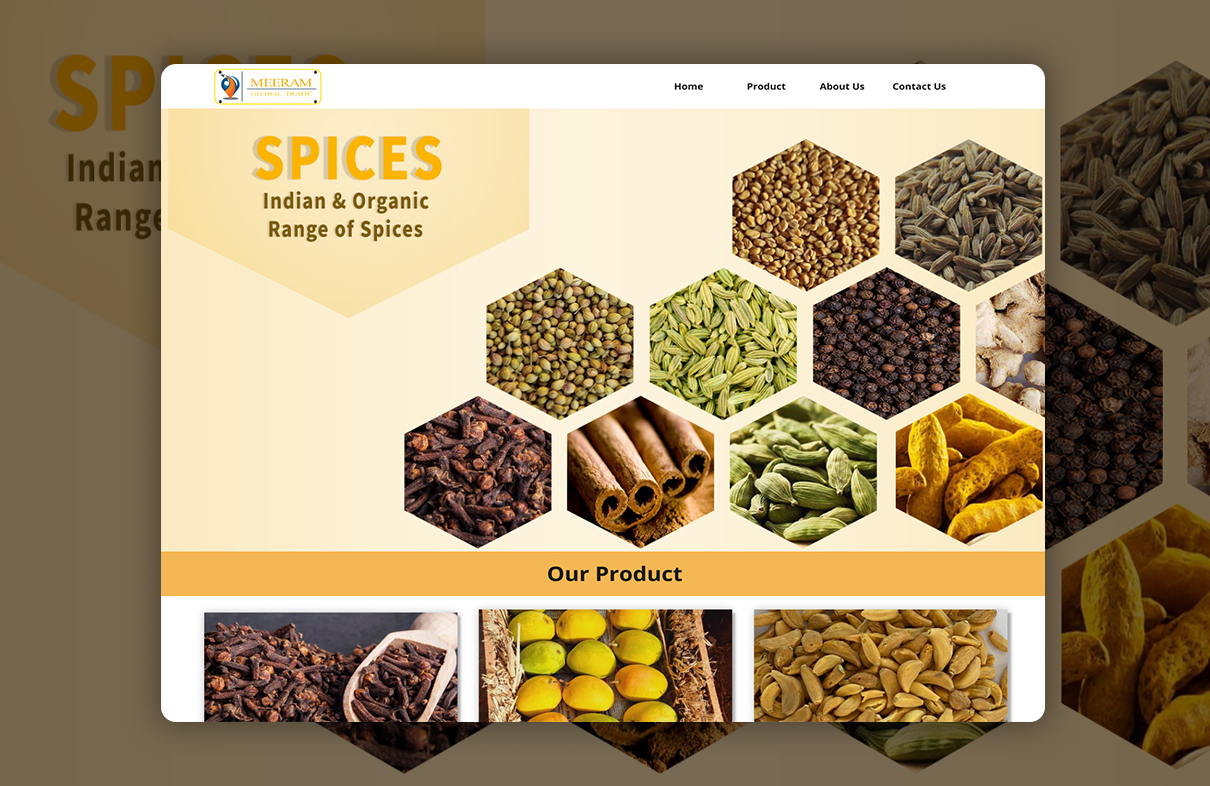 MEERAM
GLOBAL TRADE
Home Product About Us Contact Us
SPICES
Indian & Organic
Range of Spices
Our Product
SP
Indian
Range